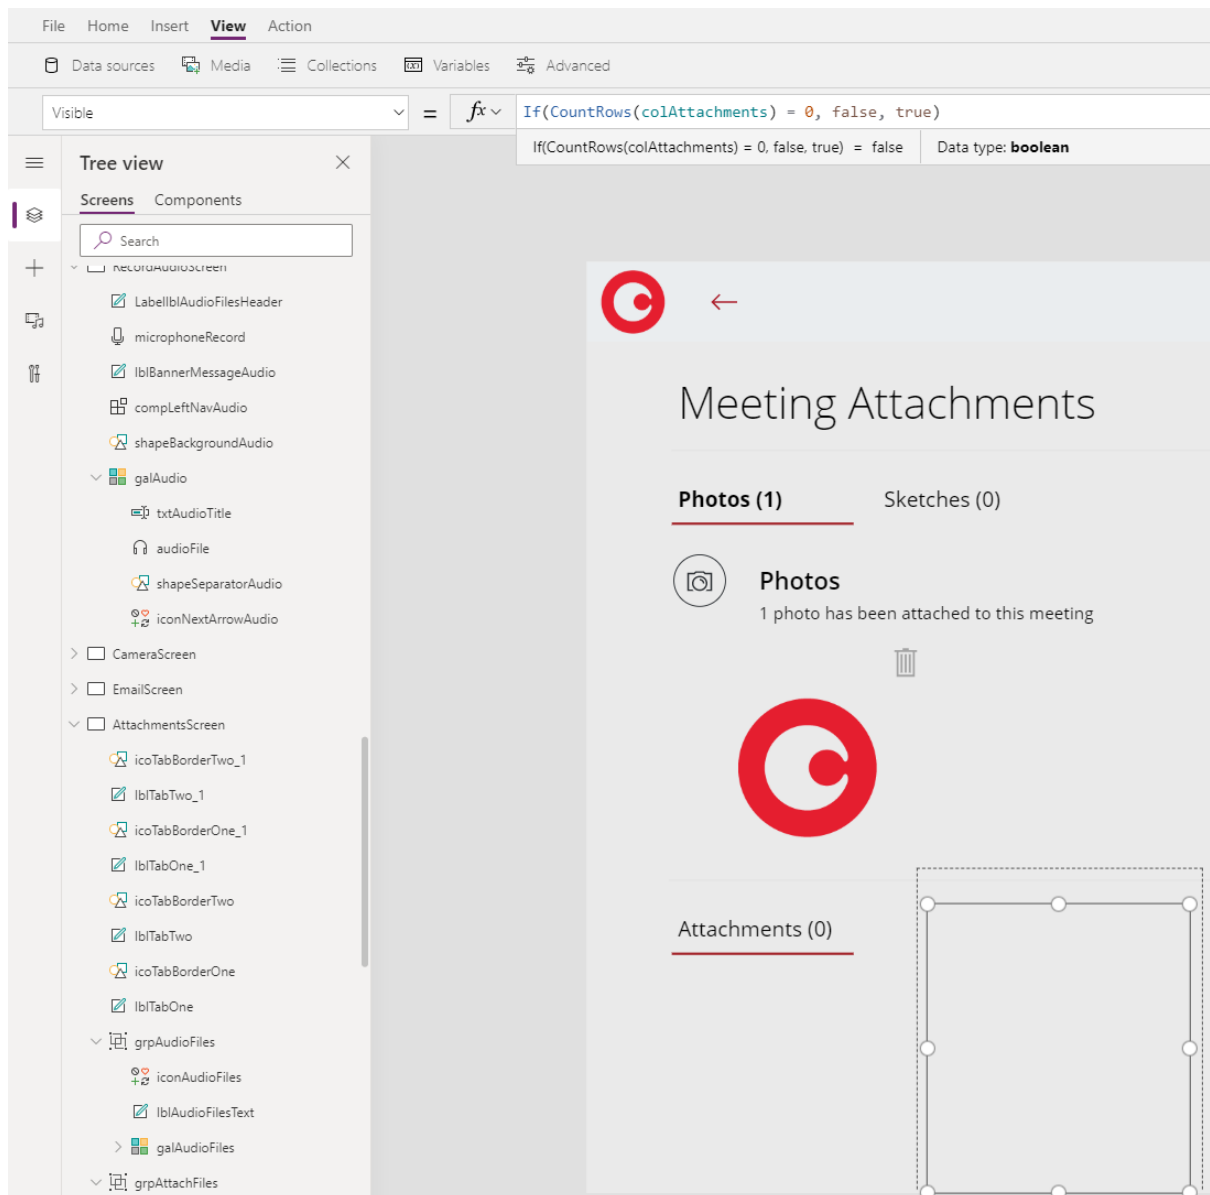 File Home Insert View Action
Data sources Media Collections Variables Advanced
Visible = fx If(CountRows(colAttachments) = 0, false, true)
If(CountRows(colAttachments) = 0, false, true) = false Data type: boolean
Tree view
Screens Components
Search
RecordAudioScreen
LabellblAudioFilesHeader
microphoneRecord
lblBannerMessageAudio
compLeftNavAudio
shapeBackgroundAudio
galAudio
txtAudioTitle
audioFile
shapeSeparatorAudio
iconNextArrowAudio
CameraScreen
EmailScreen
AttachmentsScreen
icoTabBorderTwo_1
lblTabTwo_1
icoTabBorderOne_1
lblTabOne_1
icoTabBorderTwo
lblTabTwo
icoTabBorderOne
lblTabOne
grpAudioFiles
iconAudioFiles
lblAudioFilesText
galAudioFiles
grpAttachFiles
Meeting Attachments
Photos (1) Sketches (0)
Photos
1 photo has been attached to this meeting
Attachments (0)